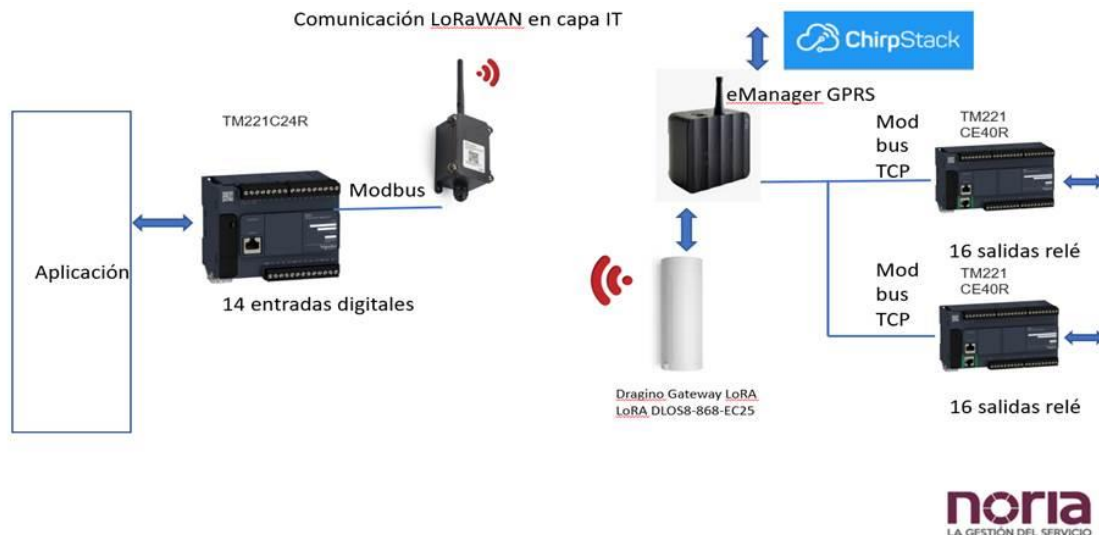 Comunicación LoRaWAN en capa IT
ChirpStack
eManager GPRS
TM221C24R
Modbus
Aplicación
14 entradas digitales
Mod
bus
TCP
TM221
CE40R
16 salidas relé
Mod
bus
TCP
TM221
CE40R
16 salidas relé
Dragino Gateway LoRA
LoRA DLOS8-868-EC25
noria
LA GESTIÓN DEL SERVICIO